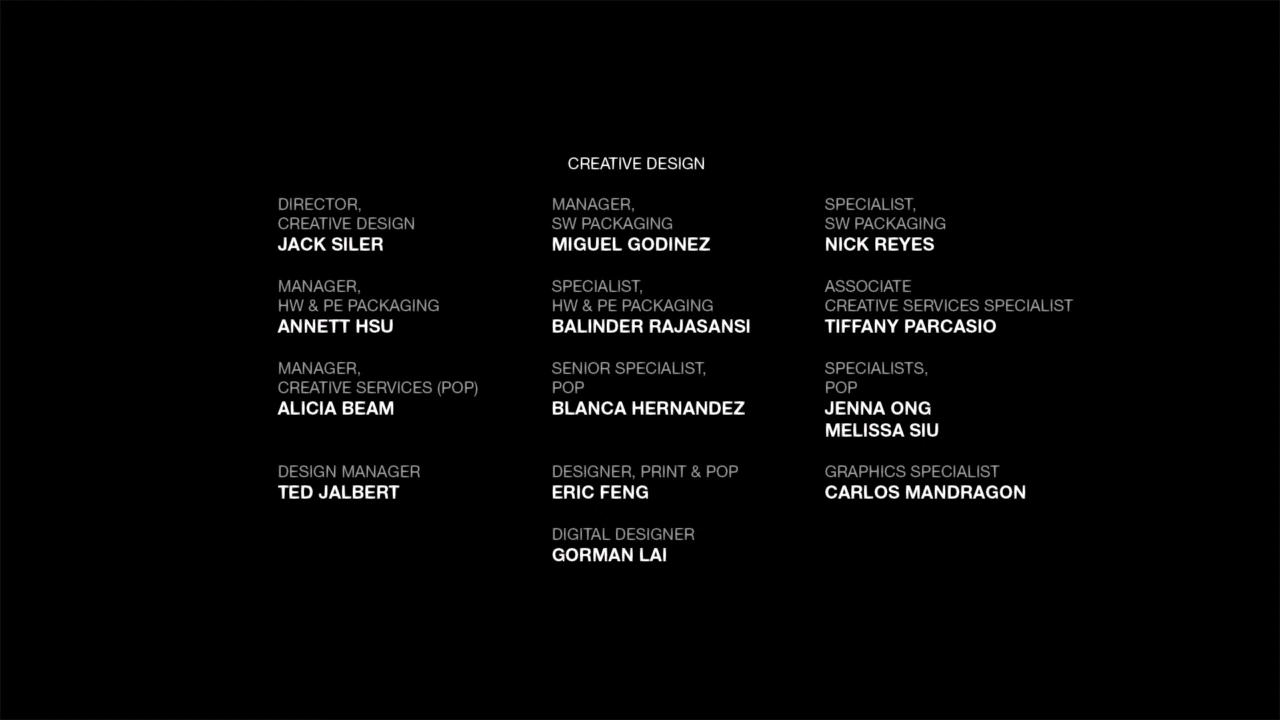 CREATIVE DESIGN
DIRECTOR,
CREATIVE DESIGN
JACK SILER
MANAGER,
SW PACKAGING
MIGUEL GODINEZ
SPECIALIST,
SW PACKAGING
NICK REYES
MANAGER,
HW & PE PACKAGING
ANNETT HSU
SPECIALIST,
HW & PE PACKAGING
BALINDER RAJASANSI
ASSOCIATE
CREATIVE SERVICES SPECIALIST
TIFFANY PARCASIO
MANAGER,
CREATIVE SERVICES (POP)
ALICIA BEAM
SENIOR SPECIALIST,
POP
BLANCA HERNANDEZ
SPECIALISTS,
POP
JENNA ONG
MELISSA SIU
DESIGN MANAGER
TED JALBERT
DESIGNER, PRINT & POP
ERIC FENG
GRAPHICS SPECIALIST
CARLOS MANDRAGON
DIGITAL DESIGNER
GORMAN LAI